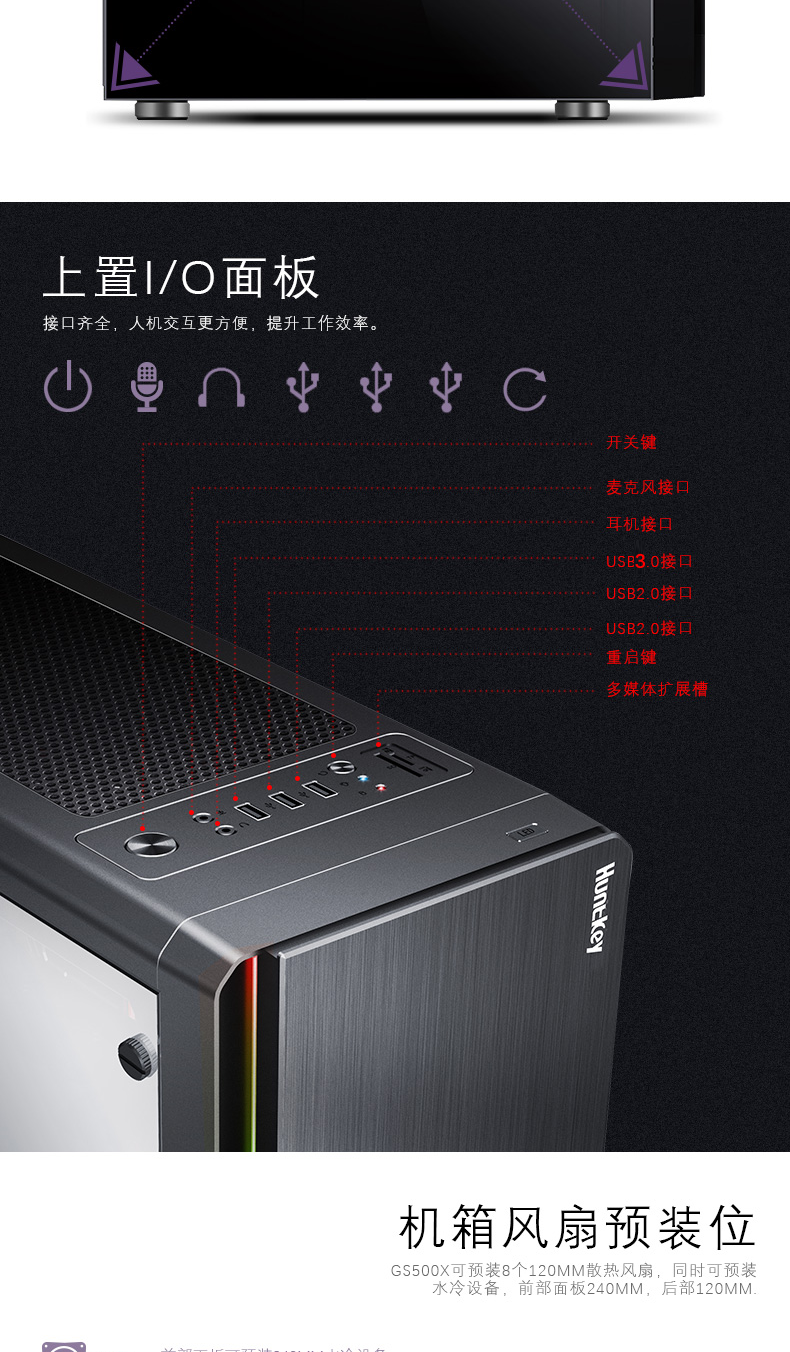 上置I/O面板
接口齐全，人机交互更方便，提升工作效率。
开关键
麦克风接口
耳机接口
USB3.0接口
USB2.0接口
USB2.0接口
重启键
多媒体扩展槽
LED
Huntkey
机箱风扇预装位
GS500X可预装8个120MM散热风扇，同时可预装
水冷设备，前部面板240MM，后部120MM.